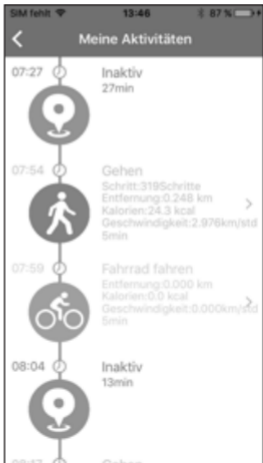 SIM fehlt 13:46 67 %
Meine Aktivitäten
07:27 Inaktiv
27min
07:54 Gehen
Schritt:319Schritte
Entfernung:0.248 km
Kalorien:24.3 kcal
Geschwindigkeit:2.976km/std
5min
07:59 Fahrrad fahren
Entfernung:0.000 km
Kalorien:0.0 kcal
Geschwindigkeit:0.000km/std
5min
08:04 Inaktiv
13min